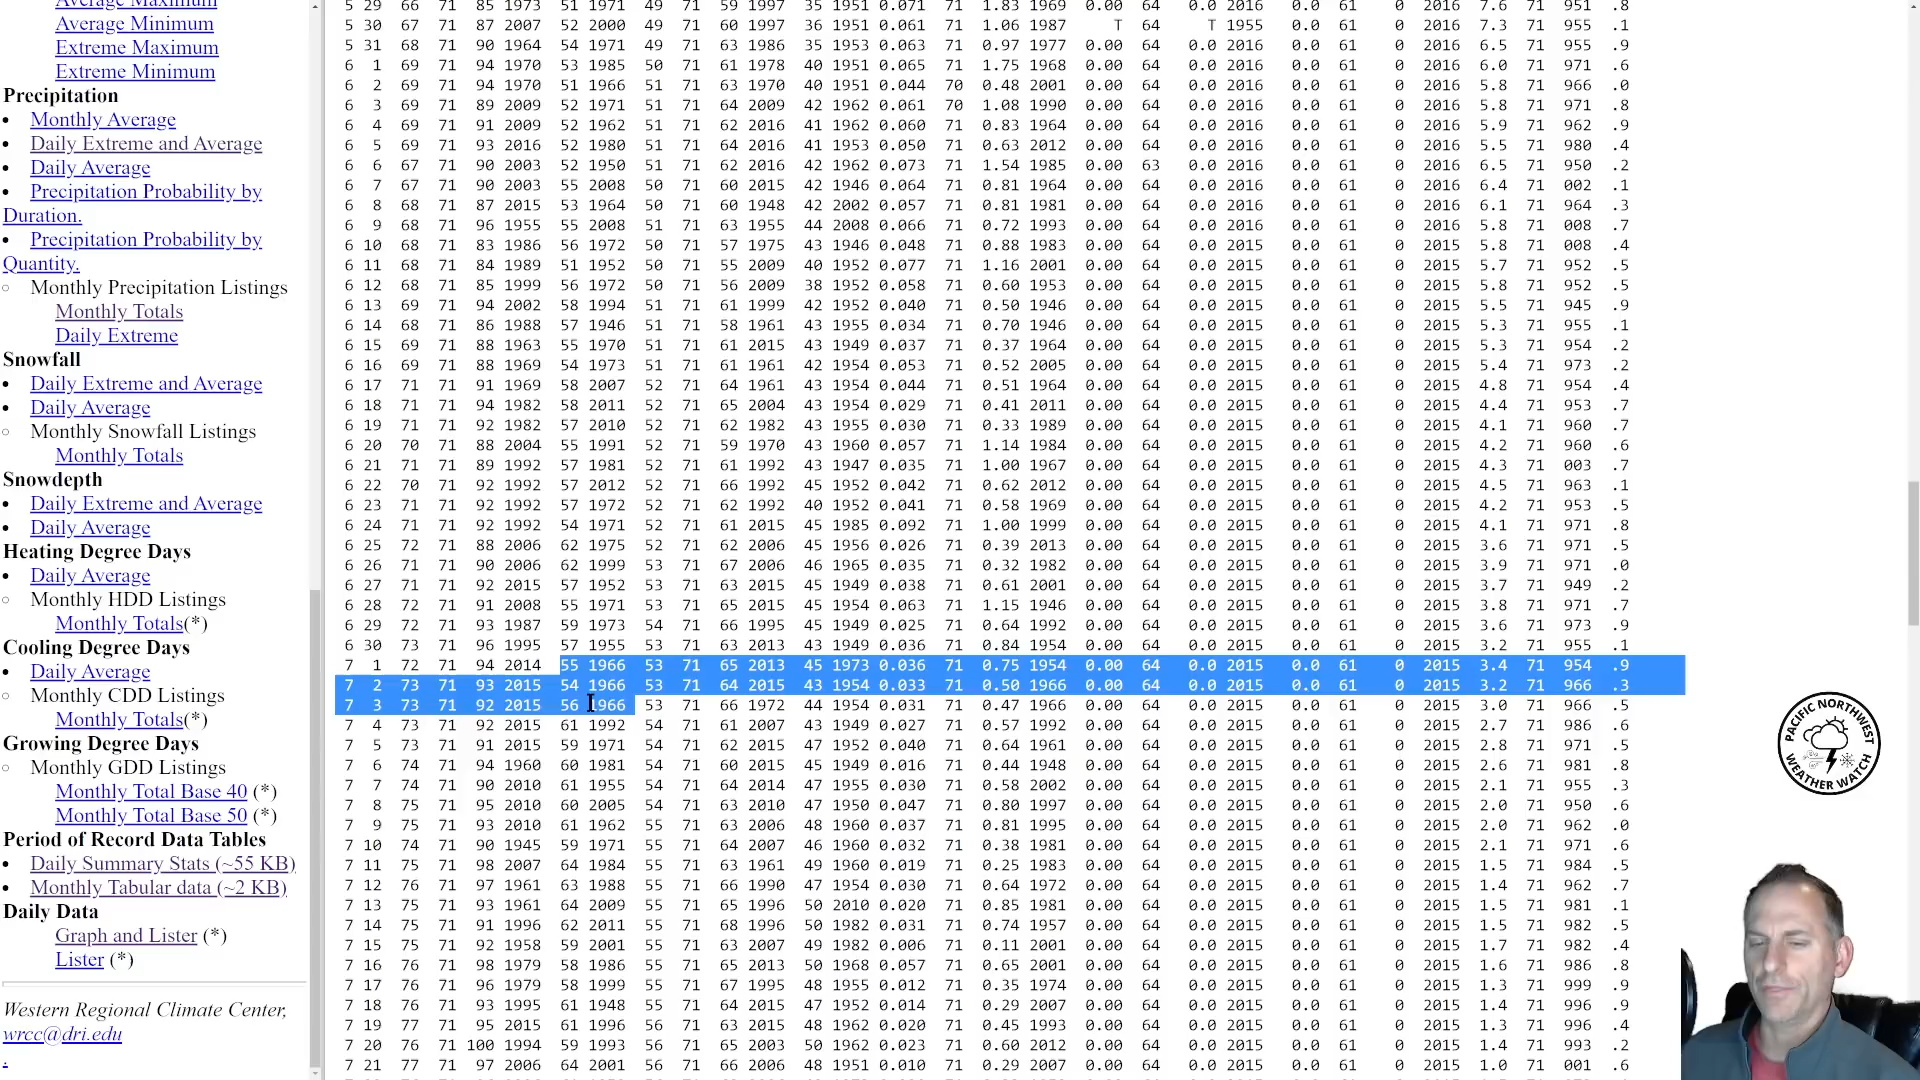 Average Maximum
Average Minimum
Extreme Maximum
Extreme Minimum
Precipitation
Monthly Average
Daily Extreme and Average
Daily Average
Precipitation Probability by
Duration.
Precipitation Probability by
Quantity.
Monthly Precipitation Listings
Monthly Totals
Daily Extreme
Snowfall
Daily Extreme and Average
Daily Average
Monthly Snowfall Listings
Monthly Totals
Snowdepth
Daily Extreme and Average
Daily Average
Heating Degree Days
Daily Average
Monthly HDD Listings
Monthly Totals(*)
Cooling Degree Days
Daily Average
Monthly CDD Listings
Monthly Totals(*)
Growing Degree Days
Monthly GDD Listings
Monthly Total Base 40 (*)
Monthly Total Base 50 (*)
Period of Record Data Tables
Daily Summary Stats (~55 KB)
Monthly Tabular data (~2 KB)
Daily Data
Graph and Lister (*)
Lister (*)
Western Regional Climate Center,
wrcc@dri.edu
5 29 66 71 85 1973 51 1971 49 71 59 1997 36 1951 0.071 71 1.83 1969 0.00 64 0.0 2016 0.0 61 0 2016 7.6 71 951 .8
5 30 67 71 87 2007 52 2000 49 71 60 1997 36 1951 0.061 71 1.06 1987 T 64 T 1955 0.0 61 0 2016 7.3 71 955 .1
5 31 68 71 90 1964 54 1971 49 71 63 1986 35 1953 0.063 71 0.97 1977 0.00 64 0.0 2016 0.0 61 0 2016 6.5 71 955 .9
6 1 69 71 94 1970 53 1985 50 71 61 1978 40 1951 0.065 71 1.75 1968 0.00 64 0.0 2016 0.0 61 0 2016 6.0 71 971 .6
6 2 69 71 94 1970 51 1966 51 71 63 1970 40 1951 0.044 70 0.48 2001 0.00 64 0.0 2016 0.0 61 0 2016 5.8 71 966 .0
6 3 69 71 89 2009 52 1971 51 71 64 2009 42 1962 0.061 70 1.08 1990 0.00 64 0.0 2016 0.0 61 0 2016 5.8 71 971 .8
6 4 69 71 91 2009 52 1962 51 71 62 2016 41 1962 0.060 71 0.83 1964 0.00 64 0.0 2016 0.0 61 0 2016 5.9 71 962 .9
6 5 69 71 93 2016 52 1980 51 71 64 2016 41 1953 0.050 71 0.63 2012 0.00 64 0.0 2016 0.0 61 0 2016 5.5 71 980 .4
6 6 67 71 90 2003 52 1950 51 71 62 2016 42 1962 0.073 71 1.54 1985 0.00 63 0.0 2016 0.0 61 0 2016 6.5 71 950 .2
6 7 67 71 90 2003 55 2008 50 71 60 2015 42 1946 0.064 71 0.81 1964 0.00 64 0.0 2016 0.0 61 0 2016 6.4 71 002 .1
6 8 68 71 87 2015 53 1964 50 71 60 1948 42 2002 0.057 71 0.81 1981 0.00 64 0.0 2016 0.0 61 0 2016 6.1 71 964 .3
6 9 68 71 96 1955 55 2008 51 71 63 1955 44 2008 0.066 71 0.72 1993 0.00 64 0.0 2016 0.0 61 0 2016 5.8 71 008 .7
6 10 68 71 83 1986 56 1972 50 71 57 1975 43 1946 0.048 71 0.88 1983 0.00 64 0.0 2015 0.0 61 0 2015 5.8 71 008 .4
6 11 68 71 84 1989 51 1952 50 71 55 2009 40 1952 0.077 71 1.16 2001 0.00 64 0.0 2015 0.0 61 0 2015 5.7 71 952 .5
6 12 68 71 85 1999 56 1972 50 71 56 2009 38 1952 0.058 71 0.60 1953 0.00 64 0.0 2015 0.0 61 0 2015 5.8 71 952 .5
6 13 69 71 94 2002 58 1994 51 71 61 1999 42 1952 0.040 71 0.50 1946 0.00 64 0.0 2015 0.0 61 0 2015 5.5 71 945 .9
6 14 68 71 86 1988 57 1946 51 71 58 1961 43 1955 0.034 71 0.70 1946 0.00 64 0.0 2015 0.0 61 0 2015 5.3 71 955 .1
6 15 69 71 88 1963 55 1970 51 71 61 2015 43 1949 0.037 71 0.37 1964 0.00 64 0.0 2015 0.0 61 0 2015 5.3 71 954 .2
6 16 69 71 88 1969 54 1973 51 71 61 1961 42 1954 0.053 71 0.52 2005 0.00 64 0.0 2015 0.0 61 0 2015 5.4 71 973 .2
6 17 71 71 91 1969 58 2007 52 71 64 1961 43 1954 0.044 71 0.51 1964 0.00 64 0.0 2015 0.0 61 0 2015 4.8 71 954 .4
6 18 71 71 94 1982 58 2011 52 71 65 2004 43 1954 0.029 71 0.41 2011 0.00 64 0.0 2015 0.0 61 0 2015 4.4 71 953 .7
6 19 71 71 92 1982 57 2010 52 71 62 1982 43 1955 0.030 71 0.33 1989 0.00 64 0.0 2015 0.0 61 0 2015 4.1 71 960 .7
6 20 70 71 88 2004 55 1991 52 71 59 1970 43 1960 0.057 71 1.14 1984 0.00 64 0.0 2015 0.0 61 0 2015 4.2 71 960 .6
6 21 71 71 89 1992 57 1981 52 71 61 1992 43 1947 0.035 71 1.00 1967 0.00 64 0.0 2015 0.0 61 0 2015 4.3 71 003 .7
6 22 70 71 92 1992 57 2012 52 71 66 1992 45 1952 0.042 71 0.62 2012 0.00 64 0.0 2015 0.0 61 0 2015 4.5 71 963 .1
6 23 71 71 92 1992 57 1972 52 71 62 1992 40 1952 0.041 71 0.58 1969 0.00 64 0.0 2015 0.0 61 0 2015 4.2 71 953 .5
6 24 71 71 92 1992 54 1971 52 71 61 2015 45 1985 0.092 71 1.00 1999 0.00 64 0.0 2015 0.0 61 0 2015 4.1 71 971 .8
6 25 72 71 88 2006 62 1975 52 71 62 2006 45 1956 0.026 71 0.39 2013 0.00 64 0.0 2015 0.0 61 0 2015 3.6 71 971 .5
6 26 71 71 90 2006 62 1999 53 71 67 2006 46 1965 0.035 71 0.32 1982 0.00 64 0.0 2015 0.0 61 0 2015 3.9 71 971 .0
6 27 71 71 92 2015 57 1952 53 71 63 2015 45 1949 0.038 71 0.61 2001 0.00 64 0.0 2015 0.0 61 0 2015 3.7 71 949 .2
6 28 72 71 91 2008 55 1971 53 71 65 2015 45 1954 0.063 71 1.15 1946 0.00 64 0.0 2015 0.0 61 0 2015 3.8 71 971 .7
6 29 72 71 93 1987 59 1973 54 71 66 1995 45 1949 0.025 71 0.64 1992 0.00 64 0.0 2015 0.0 61 0 2015 3.6 71 973 .9
6 30 73 71 96 1995 57 1955 53 71 63 2013 43 1949 0.036 71 0.84 1954 0.00 64 0.0 2015 0.0 61 0 2015 3.2 71 955 .1
7 1 72 71 94 2014 55 1966 53 71 65 2013 45 1973 0.036 71 0.75 1954 0.00 64 0.0 2015 0.0 61 0 2015 3.4 71 954 .9
7 2 73 71 93 2015 54 1966 53 71 64 2015 43 1954 0.033 71 0.50 1966 0.00 64 0.0 2015 0.0 61 0 2015 3.2 71 966 .3
7 3 73 71 92 2015 56 1966 53 71 66 1972 44 1954 0.031 71 0.47 1966 0.00 64 0.0 2015 0.0 61 0 2015 3.0 71 966 .5
7 4 73 71 92 2015 61 1992 54 71 61 2007 43 1949 0.027 71 0.57 1992 0.00 64 0.0 2015 0.0 61 0 2015 2.7 71 986 .6
7 5 73 71 91 2015 59 1971 54 71 62 2015 47 1952 0.040 71 0.64 1961 0.00 64 0.0 2015 0.0 61 0 2015 2.8 71 971 .5
7 6 74 71 94 1960 60 1981 54 71 60 2015 45 1949 0.016 71 0.44 1948 0.00 64 0.0 2015 0.0 61 0 2015 2.6 71 981 .8
7 7 74 71 90 2010 61 1955 54 71 64 2014 47 1955 0.030 71 0.58 2002 0.00 64 0.0 2015 0.0 61 0 2015 2.1 71 955 .3
7 8 75 71 95 2010 60 2005 54 71 63 2010 47 1950 0.047 71 0.80 1997 0.00 64 0.0 2015 0.0 61 0 2015 2.0 71 950 .6
7 9 75 71 93 2010 61 1962 55 71 63 2006 48 1960 0.037 71 0.81 1995 0.00 64 0.0 2015 0.0 61 0 2015 2.0 71 962 .0
7 10 74 71 90 1945 59 1971 55 71 64 2007 46 1960 0.032 71 0.38 1981 0.00 64 0.0 2015 0.0 61 0 2015 2.1 71 971 .6
7 11 75 71 98 2007 64 1984 55 71 63 1961 49 1960 0.019 71 0.25 1983 0.00 64 0.0 2015 0.0 61 0 2015 1.5 71 984 .5
7 12 76 71 97 1961 63 1988 55 71 66 1990 47 1954 0.030 71 0.64 1972 0.00 64 0.0 2015 0.0 61 0 2015 1.4 71 962 .7
7 13 75 71 93 1961 64 2009 55 71 65 1996 50 2010 0.020 71 0.85 1981 0.00 64 0.0 2015 0.0 61 0 2015 1.5 71 981 .1
7 14 75 71 91 1996 62 2011 55 71 68 1996 50 1982 0.031 71 0.74 1957 0.00 64 0.0 2015 0.0 61 0 2015 1.5 71 982 .5
7 15 75 71 92 1958 59 2001 55 71 63 2007 49 1982 0.006 71 0.11 2001 0.00 64 0.0 2015 0.0 61 0 2015 1.7 71 982 .4
7 16 76 71 98 1979 58 1986 55 71 65 2013 50 1968 0.057 71 0.65 2001 0.00 64 0.0 2015 0.0 61 0 2015 1.6 71 986 .8
7 17 76 71 96 1979 58 1999 55 71 67 1995 48 1955 0.012 71 0.35 1974 0.00 64 0.0 2015 0.0 61 0 2015 1.3 71 999 .9
7 18 76 71 93 1995 61 1948 55 71 64 2015 47 1952 0.014 71 0.29 2007 0.00 64 0.0 2015 0.0 61 0 2015 1.4 71 996 .9
7 19 77 71 95 2015 61 1996 56 71 63 2015 48 1962 0.020 71 0.45 1993 0.00 64 0.0 2015 0.0 61 0 2015 1.3 71 996 .4
7 20 76 71 100 1994 59 1993 56 71 65 2003 50 1962 0.023 71 0.60 2012 0.00 64 0.0 2015 0.0 61 0 2015 1.4 71 993 .2
7 21 77 71 97 2006 64 2001 56 71 66 2006 48 1951 0.010 71 0.29 2007 0.00 64 0.0 2015 0.0 61 0 2015 1.0 71 001 .6
PACIFIC NORTHWEST
WEATHER WATCH